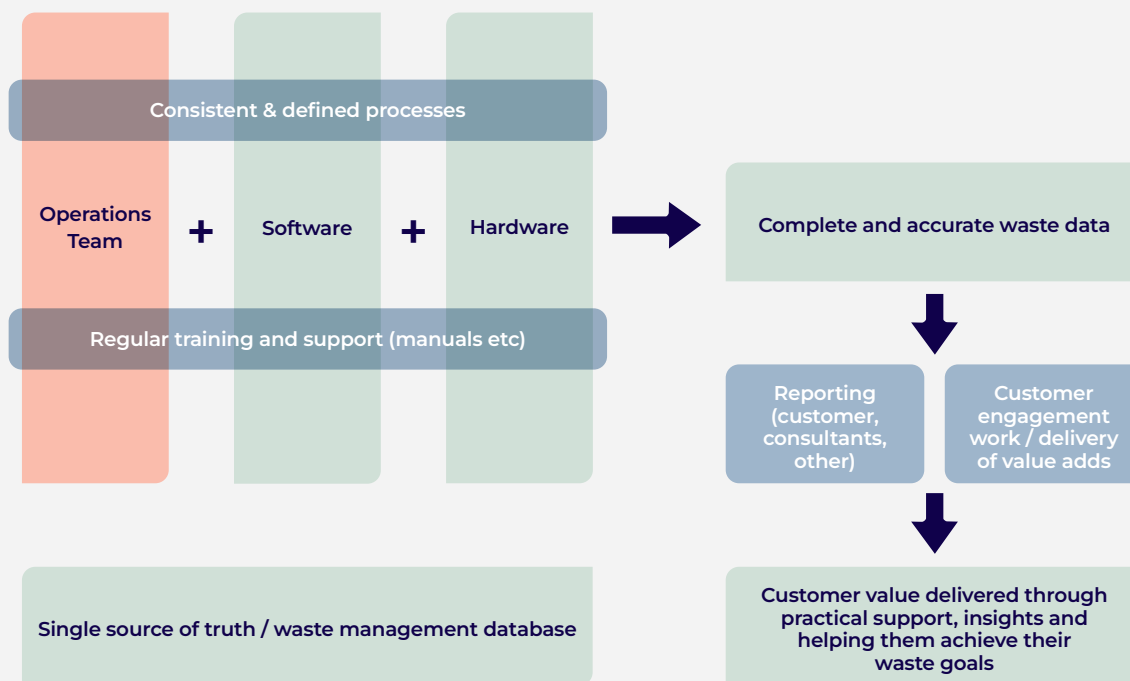 Consistent & defined processes
Operations
Team
+
Software
+
Hardware
Regular training and support (manuals etc)
Single source of truth / waste management database
Complete and accurate waste data
Reporting
(customer,
consultants,
other)
Customer
engagement
work / delivery
of value adds
Customer value delivered through
practical support, insights and
helping them achieve their
waste goals